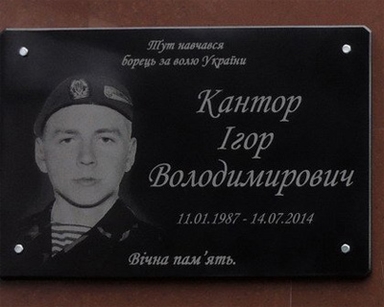 Тут навчався
борець за волю України
Кантор
Ігор
Володимирович
11.01.1987 - 14.07.2014
Вічна пам'ять.